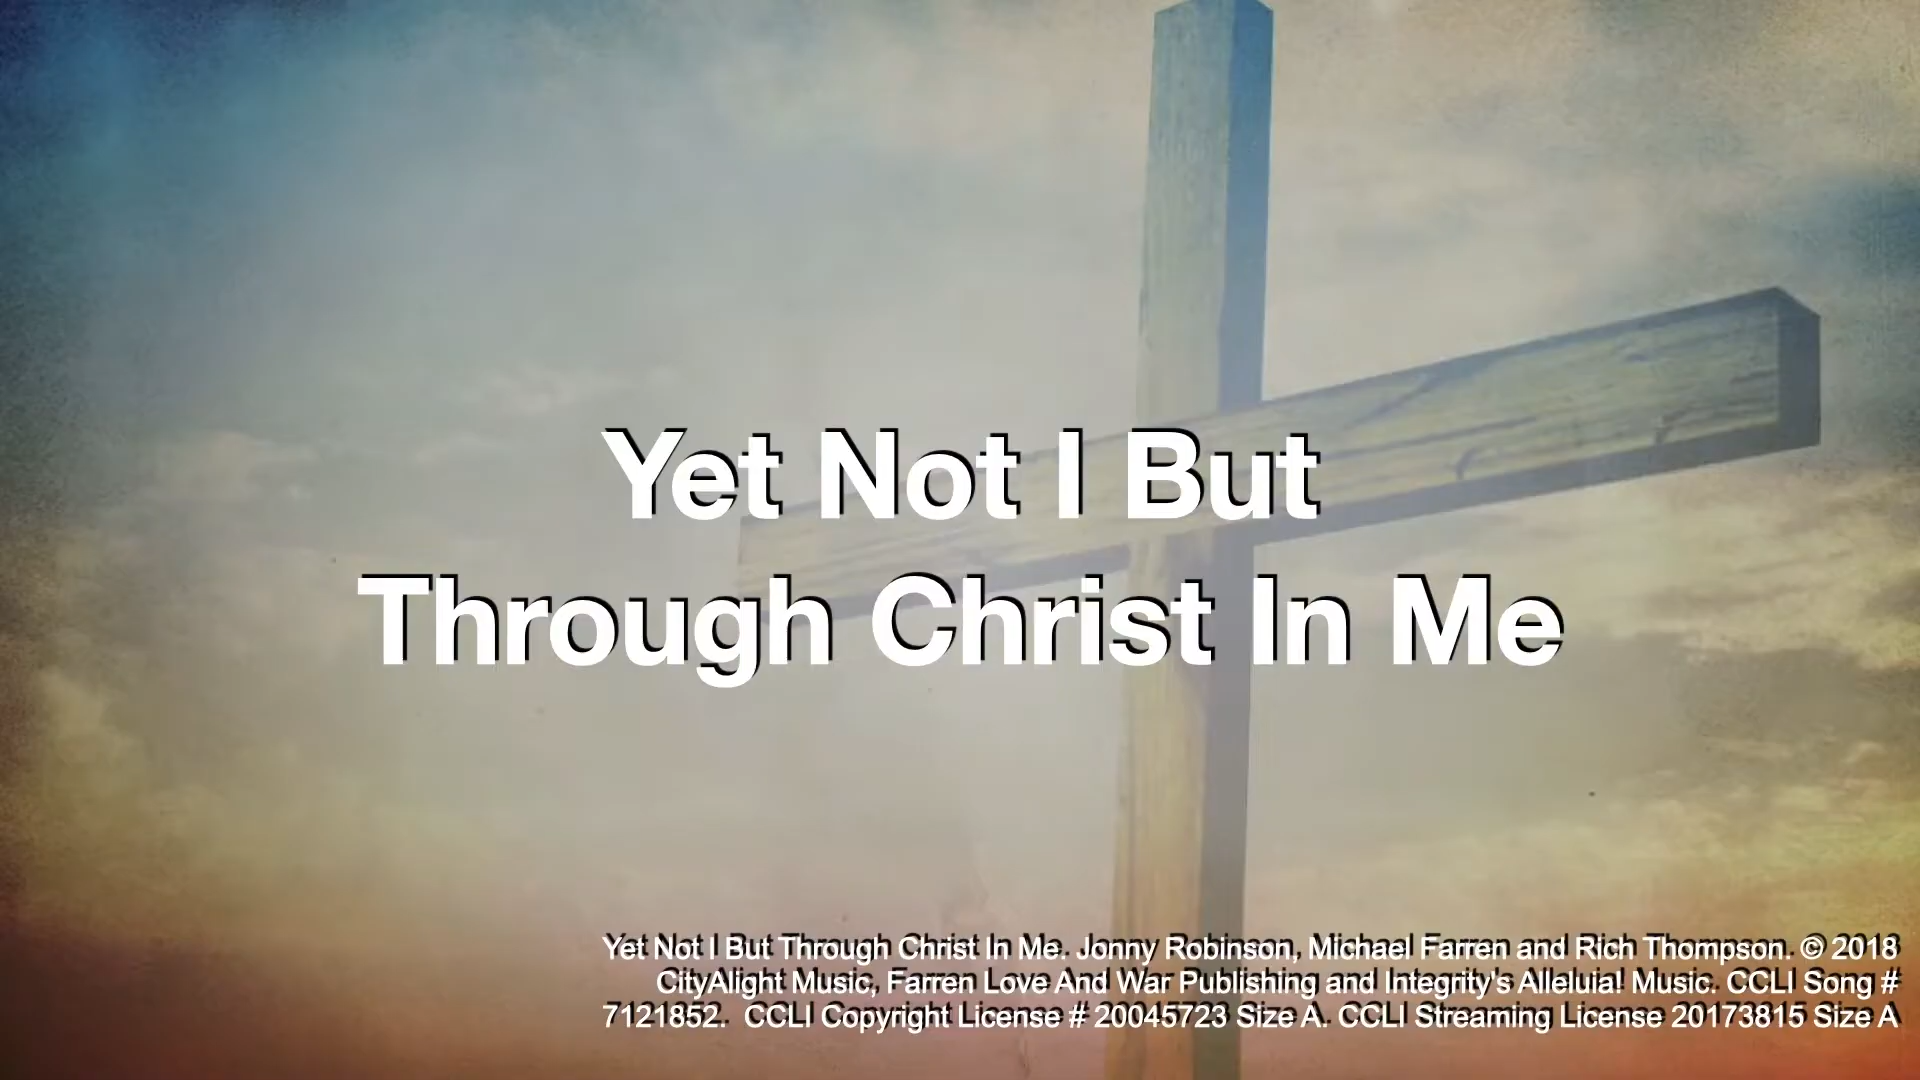 Yet Not I But
Through Christ In Me
Yet Not I But Through Christ In Me. Jonny Robinson, Michael Farren and Rich Thompson. © 2018
CityAlight Music, Farren Love And War Publishing and Integrity's Alleluia! Music. CCLI Song #
7121852.  CCLI Copyright License # 20045723 Size A. CCLI Streaming License 20173815 Size A